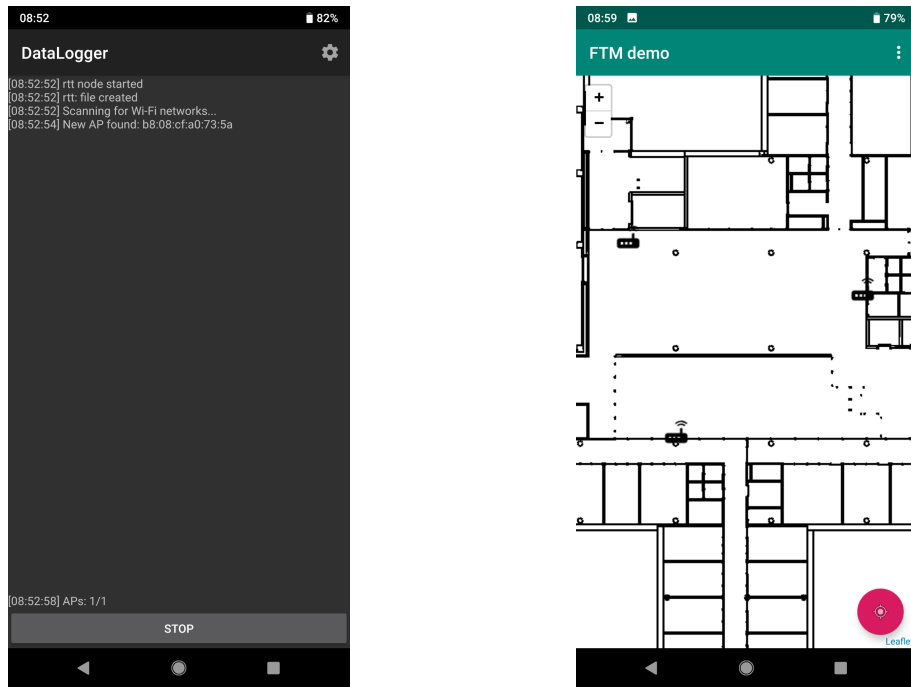 08:52
82%
DataLogger
[08:52:52] rtt node started
[08:52:52] rtt: file created
[08:52:52] Scanning for Wi-Fi networks...
[08:52:54] New AP found: b8:08:cf:a0:73:5a
[08:52:58] APs: 1/1
STOP
08:59
79%
FTM demo
+
−
Leafle